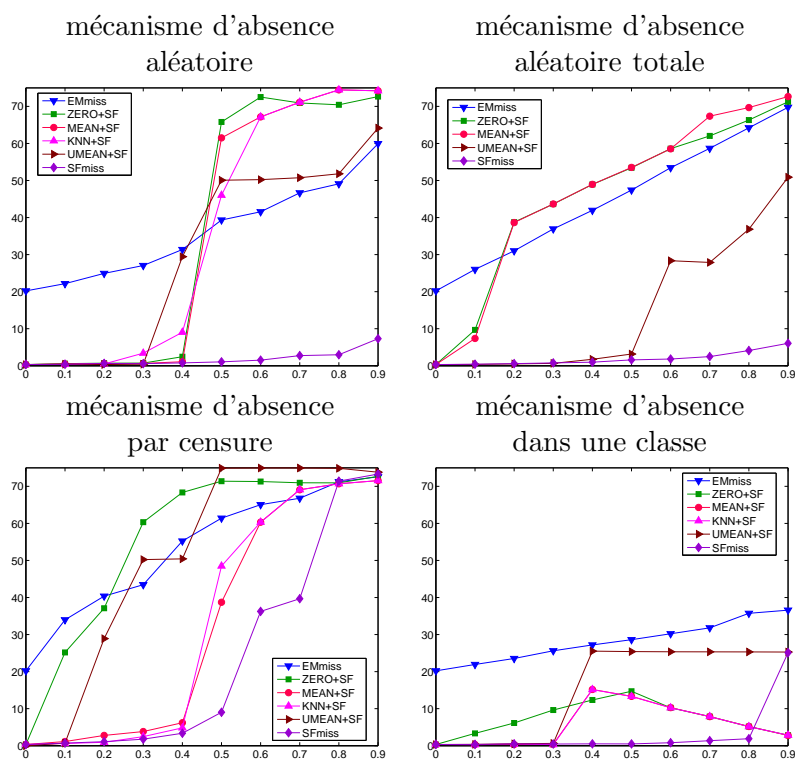 mécanisme d'absence
aléatoire
mécanisme d'absence
aléatoire totale
70
60
50
40
30
20
10
0
EMmiss
ZERO+SF
MEAN+SF
KNN+SF
UMEAN+SF
SFmiss
0 0.1 0.2 0.3 0.4 0.5 0.6 0.7 0.8 0.9
70
60
50
40
30
20
10
0
EMmiss
ZERO+SF
MEAN+SF
UMEAN+SF
SFmiss
0 0.1 0.2 0.3 0.4 0.5 0.6 0.7 0.8 0.9
mécanisme d'absence
par censure
mécanisme d'absence
dans une classe
70
60
50
40
30
20
10
0
EMmiss
ZERO+SF
MEAN+SF
KNN+SF
UMEAN+SF
SFmiss
0 0.1 0.2 0.3 0.4 0.5 0.6 0.7 0.8 0.9
70
60
50
40
30
20
10
0
EMmiss
ZERO+SF
MEAN+SF
KNN+SF
UMEAN+SF
SFmiss
0 0.1 0.2 0.3 0.4 0.5 0.6 0.7 0.8 0.9